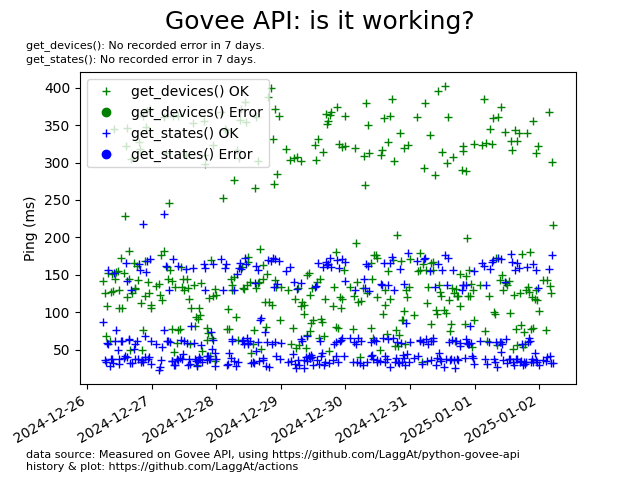 Govee API: is it working?
get_devices(): No recorded error in 7 days.
get_states(): No recorded error in 7 days.
get_devices() OK
get_devices() Error
get_states() OK
get_states() Error
Ping (ms)
400
350
300
250
200
150
100
50
2024-12-26
2024-12-27
2024-12-28
2024-12-29
2024-12-30
2024-12-31
2025-01-01
2025-01-02
data source: Measured on Govee API, using https://github.com/LaggAt/python-govee-api
history & plot: https://github.com/LaggAt/actions